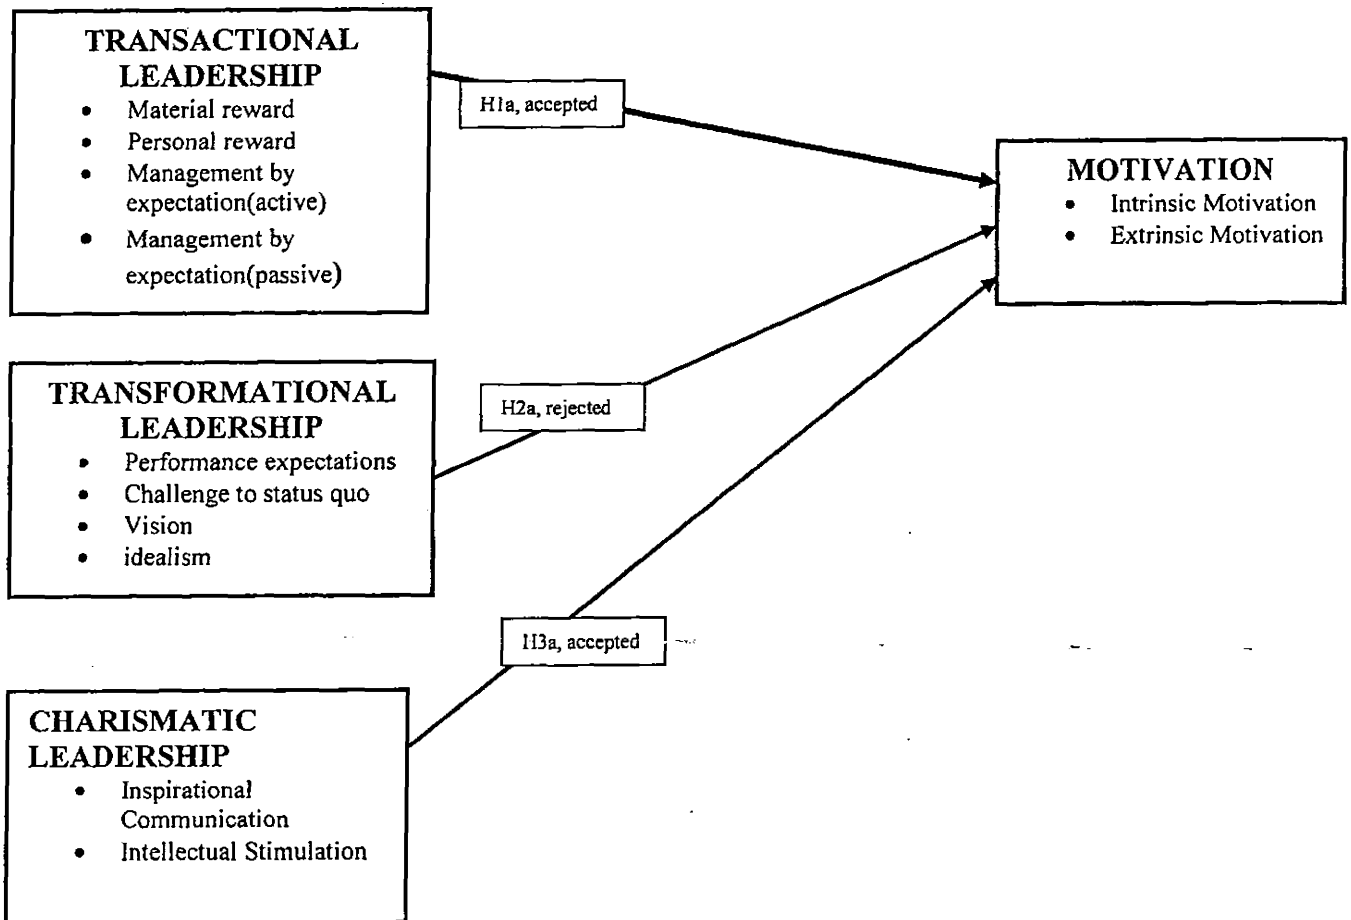 TRANSACTIONAL
LEADERSHIP
• Material reward
• Personal reward
• Management by
expectation(active)
• Management by
expectation(passive)
H1a, accepted
MOTIVATION
• Intrinsic Motivation
• Extrinsic Motivation
TRANSFORMATIONAL
LEADERSHIP
• Performance expectations
• Challenge to status quo
• Vision
• idealism
H2a, rejected
H3a, accepted
CHARISMATIC
LEADERSHIP
• Inspirational
Communication
• Intellectual Stimulation